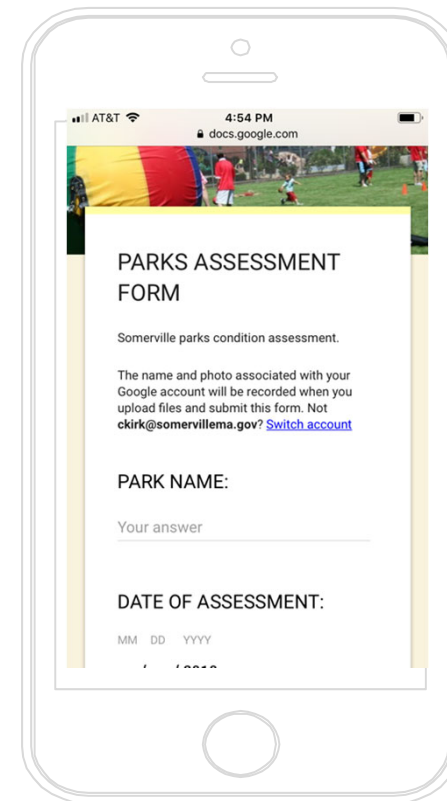 AT&T
4:54 PM
docs.google.com
PARKS ASSESSMENT
FORM
Somerville parks condition assessment.
The name and photo associated with your
Google account will be recorded when you
upload files and submit this form. Not
ckirk@somervillema.gov? Switch account
PARK NAME:
Your answer
DATE OF ASSESSMENT:
MM DD YYYY